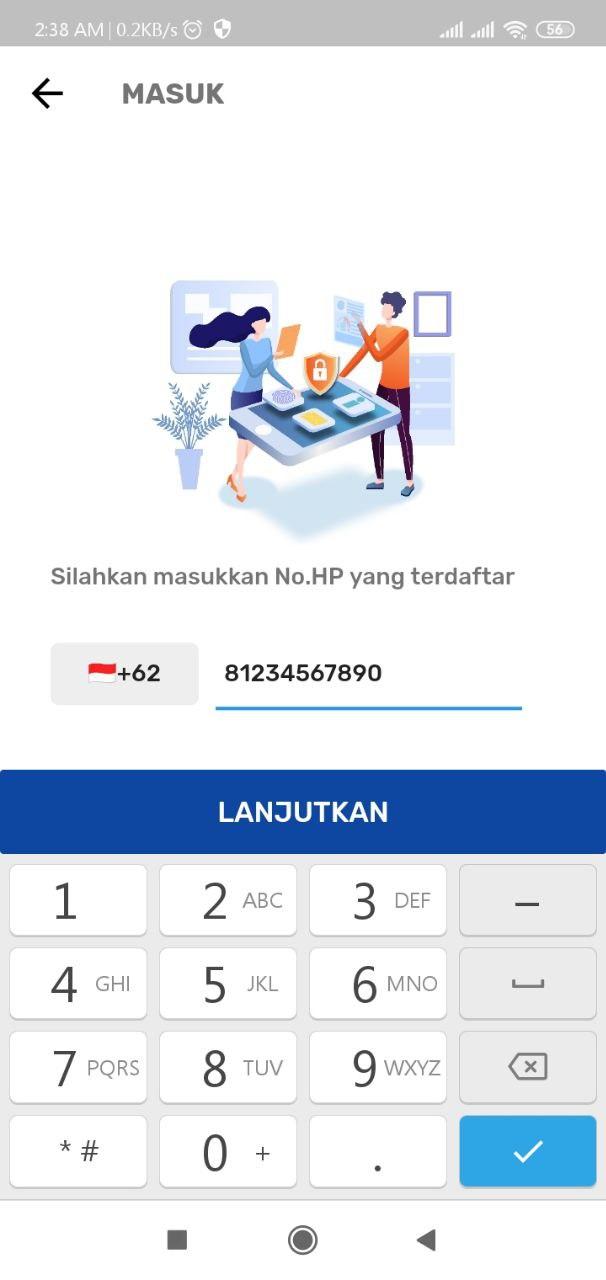 2:38 AM | 0.2KB/s 56
MASUK
Silahkan masukkan No.HP yang terdaftar
🇮🇩+62 81234567890
LANJUTKAN
1 2 ABC 3 DEF –
4 GHI 5 JKL 6 MNO
7 PQRS 8 TUV 9 WXYZ
* # 0 + .